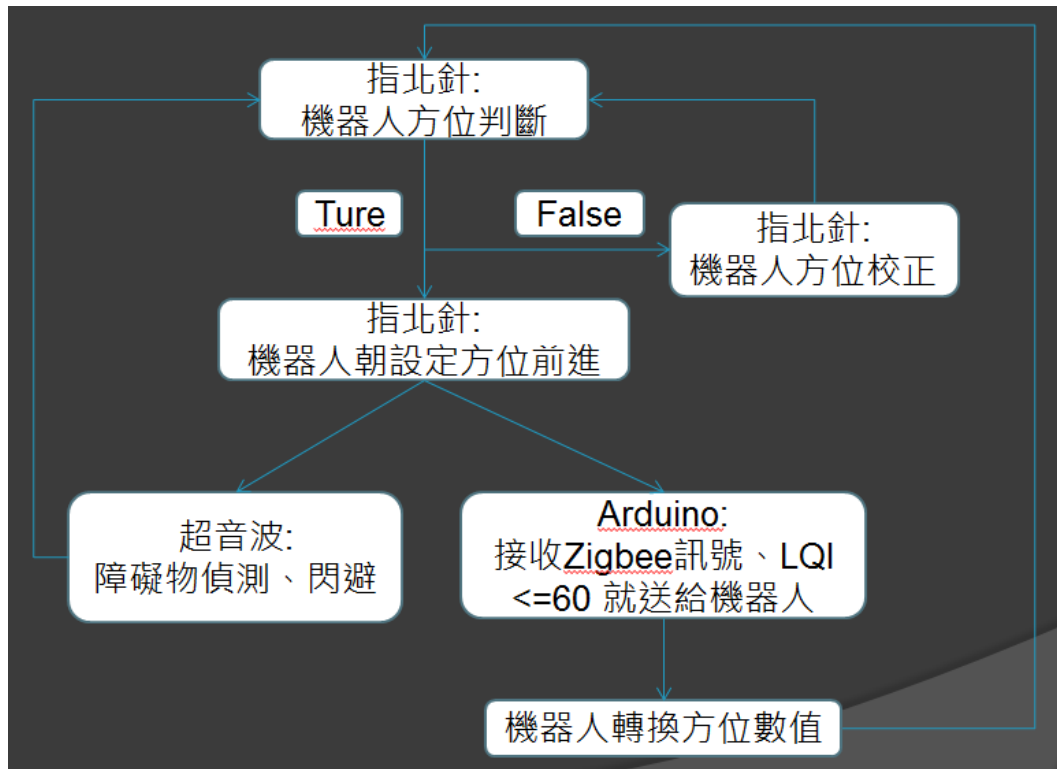 指北針:
機器人方位判斷
Ture
False
指北針:
機器人方位校正
指北針:
機器人朝設定方位前進
超音波:
障礙物偵測、閃避
Arduino:
接收Zigbee訊號、LQI
<=60 就送給機器人
機器人轉換方位數值